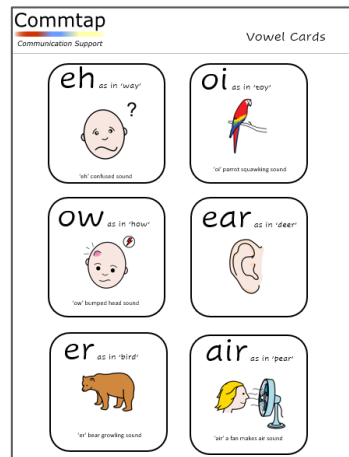 Commtap
Communication Support
Vowel Cards
eh as in 'way'
?
'eh' confused sound
oi as in 'toy'
'oi' parrot squawking sound
ow as in 'how'
'ow' bumped head sound
ear as in 'deer'
er as in 'bird'
'er' bear growling sound
air as in 'pear'
'air' a fan makes air sound